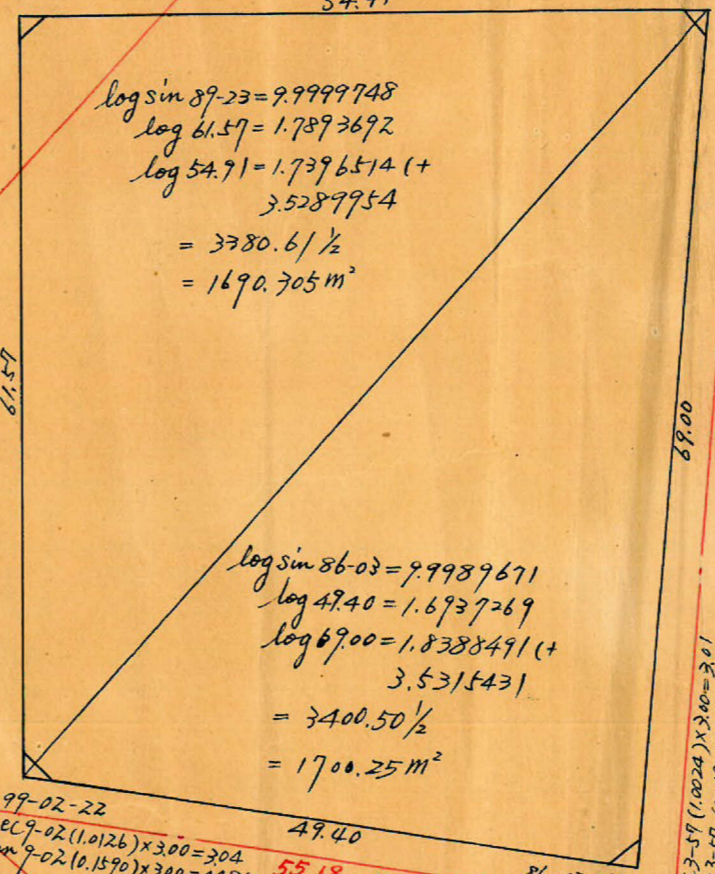 log sin 89-23=9.9999748
log 61.57=1.7893692
log 54.91=1.7396514 (+
3.5289954
= 3380.61 1/2
= 1690.305 m²
61.57
69.00
log sin 86-03=9.9989671
log 49.40=1.6937269
log 69.00=1.8388491 (+
3.5315431
= 3400.50 1/2
= 1700.25 m²
3-57 (1.0024)×3.00=3.01
99-02-22
49.40
ec 9-02 (1.0126)×3.00=3.04
9-02 (0.1590)×3.00=
55.18